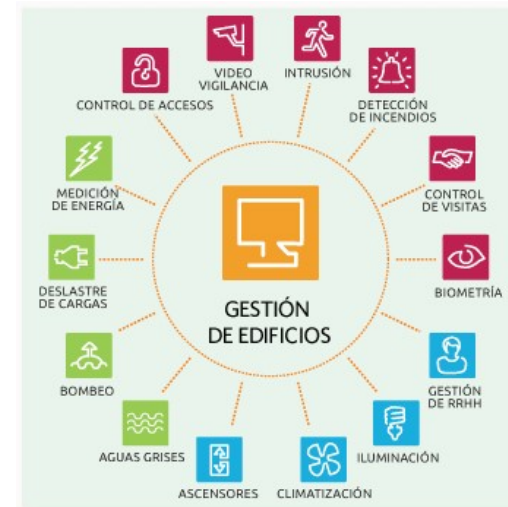 VIDEO
VIGILANCIA
INTRUSIÓN
CONTROL DE ACCESOS
DETECCIÓN
DE INCENDIOS
MEDICIÓN
DE ENERGÍA
CONTROL
DE VISITAS
DESLASTRE
DE CARGAS
BIOMETRÍA
GESTIÓN
DE EDIFICIOS
BOMBEO
GESTIÓN
DE RRHH
AGUAS GRISES
ILUMINACIÓN
ASCENSORES
CLIMATIZACIÓN